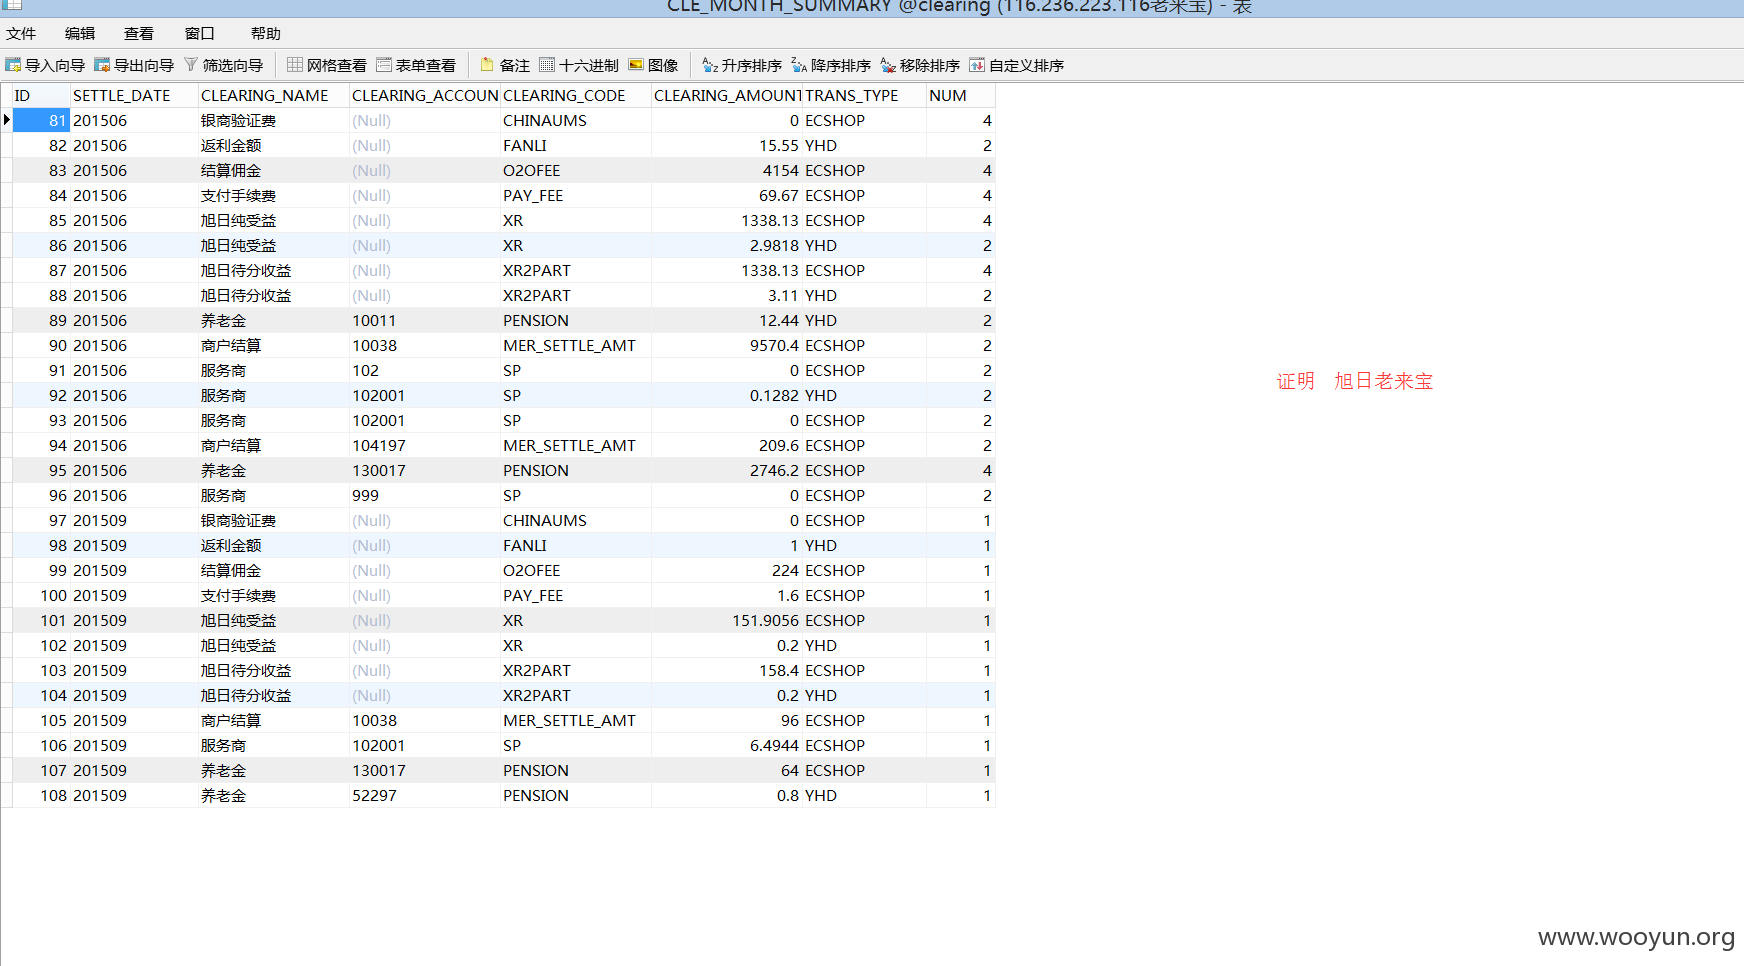 CLE_MONTH_SUMMARY @clearing (116.236.223.116老来宝) - 表
文件 编辑 查看 窗口 帮助
导入向导 导出向导 筛选向导 网格查看 表单查看 备注 十六进制 图像 升序排序 降序排序 移除排序 自定义排序
ID SETTLE_DATE CLEARING_NAME CLEARING_ACCOUN CLEARING_CODE CLEARING_AMOUNT TRANS_TYPE NUM
81 201506 银商验证费 (Null) CHINAUMS 0 ECSHOP 4
82 201506 返利金额 (Null) FANLI 15.55 YHD 2
83 201506 结算佣金 (Null) O2OFEE 4154 ECSHOP 4
84 201506 支付手续费 (Null) PAY_FEE 69.67 ECSHOP 4
85 201506 旭日纯受益 (Null) XR 1338.13 ECSHOP 4
86 201506 旭日纯受益 (Null) XR 2.9818 YHD 2
87 201506 旭日待分收益 (Null) XR2PART 1338.13 ECSHOP 4
88 201506 旭日待分收益 (Null) XR2PART 3.11 YHD 2
89 201506 养老金 10011 PENSION 12.44 YHD 2
90 201506 商户结算 10038 MER_SETTLE_AMT 9570.4 ECSHOP 2
91 201506 服务商 102 SP 0 ECSHOP 2
92 201506 服务商 102001 SP 0.1282 YHD 2
93 201506 服务商 102001 SP 0 ECSHOP 2
94 201506 商户结算 104197 MER_SETTLE_AMT 209.6 ECSHOP 2
95 201506 养老金 130017 PENSION 2746.2 ECSHOP 4
96 201506 服务商 999 SP 0 ECSHOP 2
97 201509 银商验证费 (Null) CHINAUMS 0 ECSHOP 1
98 201509 返利金额 (Null) FANLI 1 YHD 1
99 201509 结算佣金 (Null) O2OFEE 224 ECSHOP 1
100 201509 支付手续费 (Null) PAY_FEE 1.6 ECSHOP 1
101 201509 旭日纯受益 (Null) XR 151.9056 ECSHOP 1
102 201509 旭日纯受益 (Null) XR 0.2 YHD 1
103 201509 旭日待分收益 (Null) XR2PART 158.4 ECSHOP 1
104 201509 旭日待分收益 (Null) XR2PART 0.2 YHD 1
105 201509 商户结算 10038 MER_SETTLE_AMT 96 ECSHOP 1
106 201509 服务商 102001 SP 6.4944 ECSHOP 1
107 201509 养老金 130017 PENSION 64 ECSHOP 1
108 201509 养老金 52297 PENSION 0.8 YHD 1
证明 旭日老来宝
www.wooyun.org